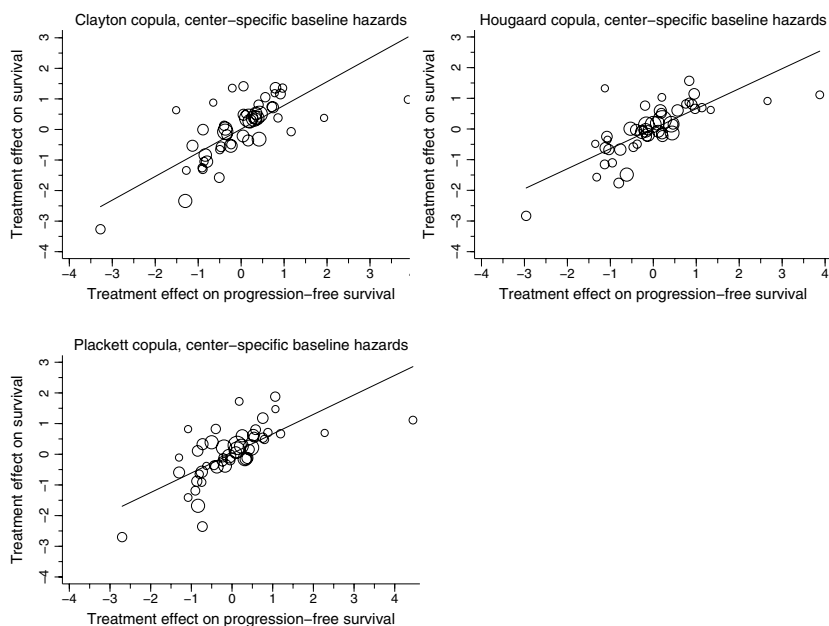 Clayton copula, center−specific baseline hazards
Treatment effect on survival
3
2
1
0
−1
−2
−3
−4
−4 −3 −2 −1 0 1 2 3
Treatment effect on progression−free survival
Hougaard copula, center−specific baseline hazards
Treatment effect on survival
3
2
1
0
−1
−2
−3
−4
−4 −3 −2 −1 0 1 2 3 4
Treatment effect on progression−free survival
Plackett copula, center−specific baseline hazards
Treatment effect on survival
3
2
1
0
−1
−2
−3
−4
−4 −3 −2 −1 0 1 2 3 4
Treatment effect on progression−free survival